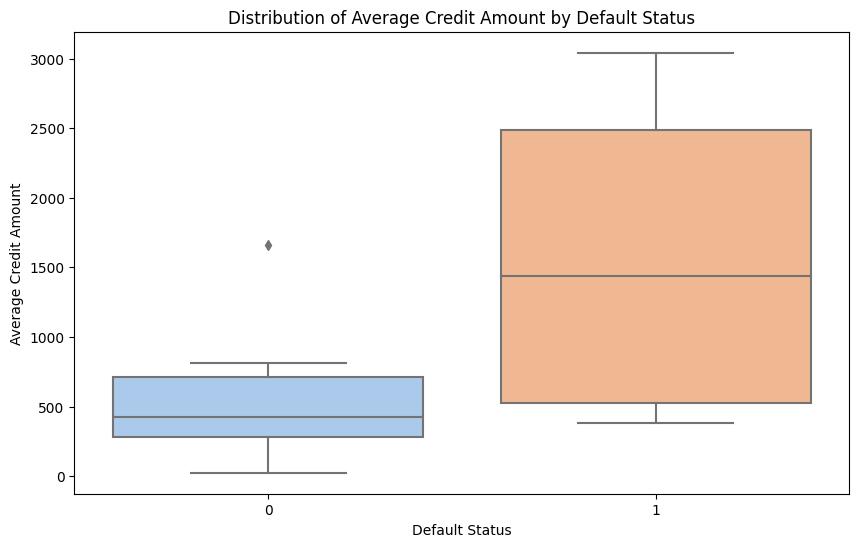 Distribution of Average Credit Amount by Default Status
Average Credit Amount
3000
2500
2000
1500
1000
500
0
0 1
Default Status